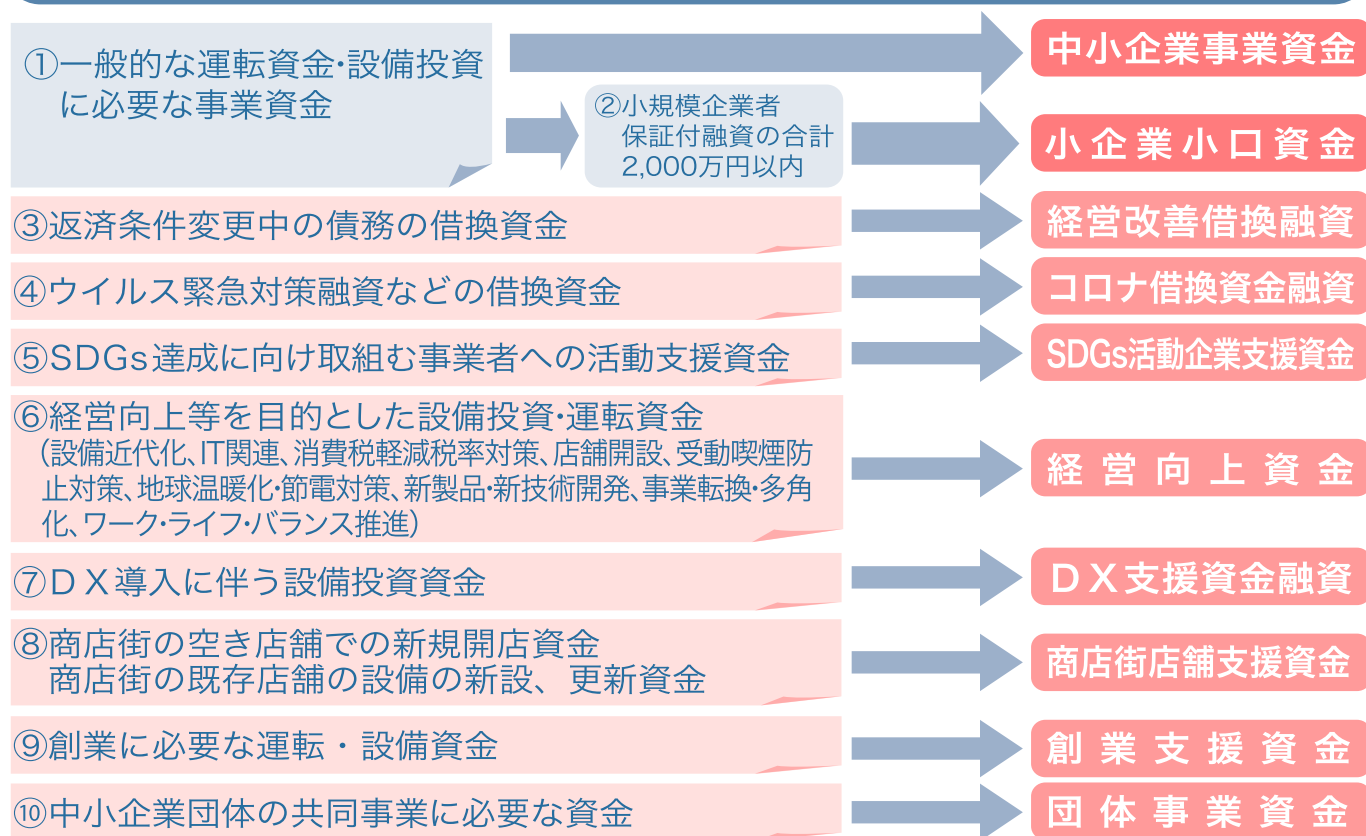 ①一般的な運転資金・設備投資
に必要な事業資金
中小企業事業資金
②小規模企業者
保証付融資の合計
2,000万円以内
小企業小口資金
③返済条件変更中の債務の借換資金
経営改善借換融資
④ウイルス緊急対策融資などの借換資金
コロナ借換資金融資
⑤SDGs達成に向け取組む事業者への活動支援資金
SDGs活動企業支援資金
⑥経営向上等を目的とした設備投資・運転資金
（設備近代化、IT関連、消費税軽減税率対策、店舗開設、受動喫煙防
止対策、地球温暖化・節電対策、新製品・新技術開発、事業転換・多角
化、ワーク・ライフ・バランス推進）
経営向上資金
⑦DX導入に伴う設備投資資金
DX支援資金融資
⑧商店街の空き店舗での新規開店資金
商店街の既存店舗の設備の新設、更新資金
商店街店舗支援資金
⑨創業に必要な運転・設備資金
創業支援資金
⑩中小企業団体の共同事業に必要な資金
団体事業資金